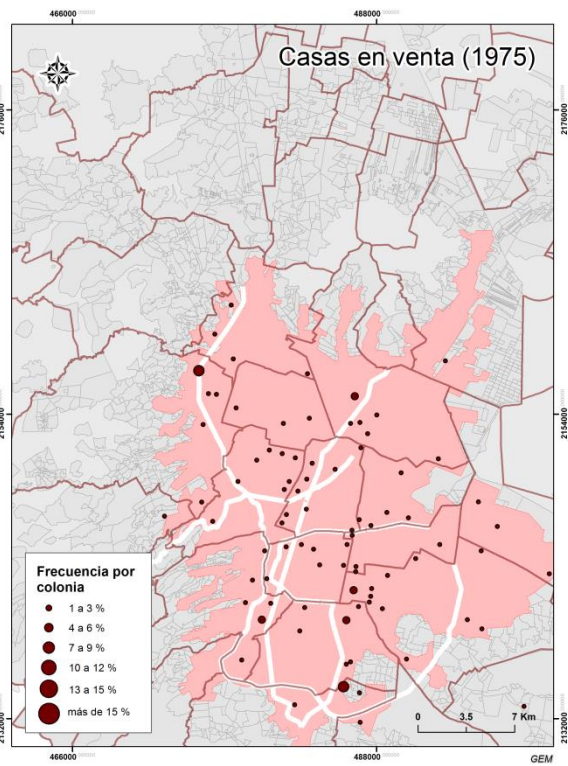 466000
488000
Casas en venta (1975)
2176000
2176000
2154000
2154000
Frecuencia por
colonia
1 a 3 %
4 a 6 %
7 a 9 %
10 a 12 %
13 a 15 %
más de 15 %
0 3.5 7 Km
2132000
2132000
466000
488000
GEM